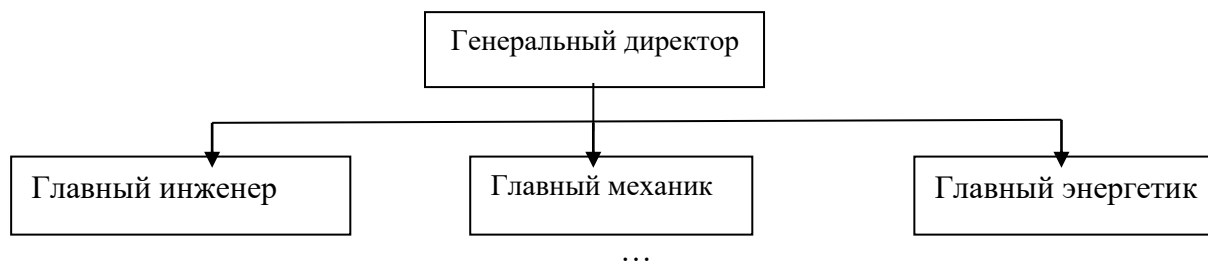 Генеральный директор
Главный инженер
Главный механик
Главный энергетик
…